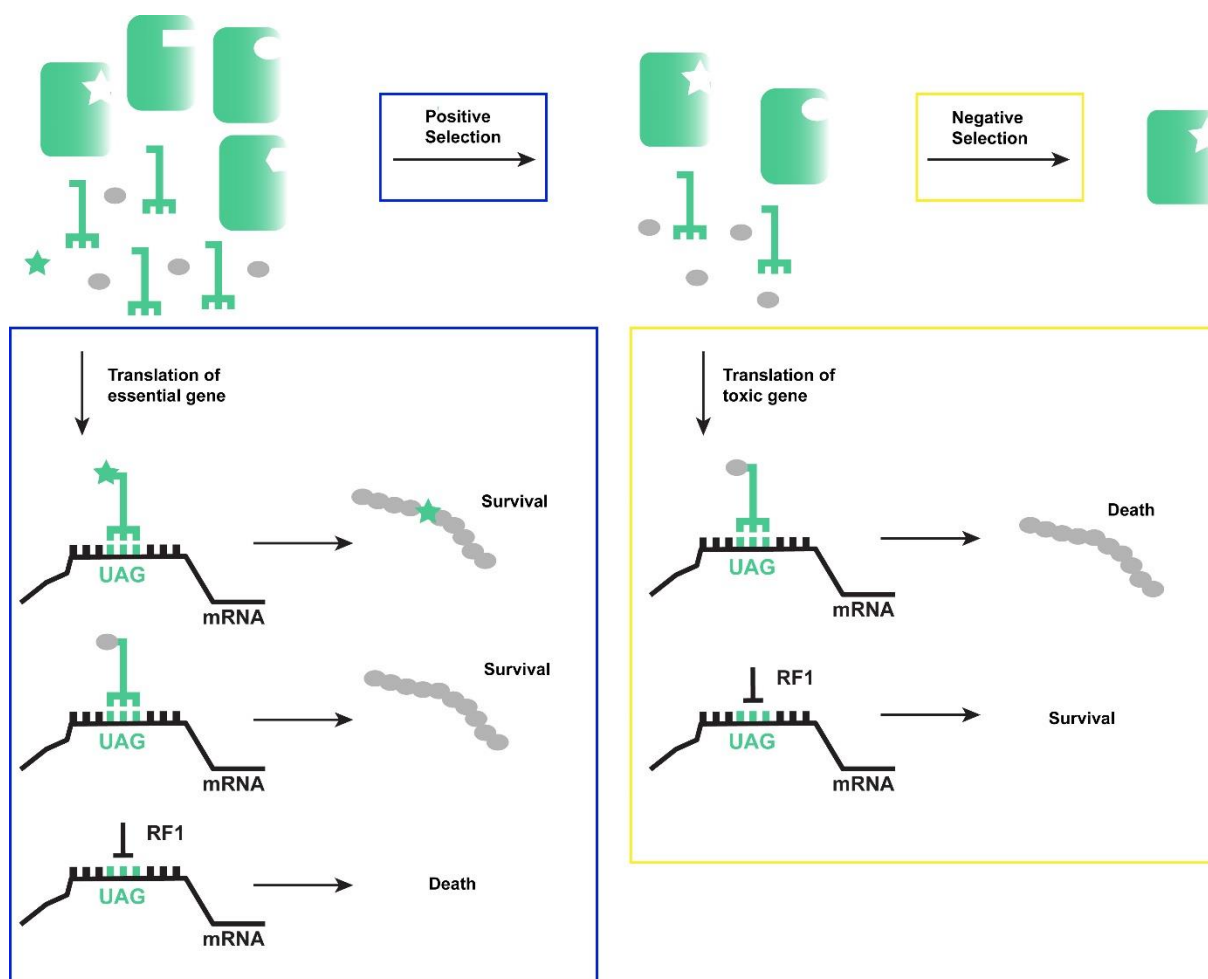 Positive
Selection
Negative
Selection
Translation of
essential gene
Survival
UAG
mRNA
Survival
UAG
mRNA
RF1
UAG
Death
mRNA
Translation of
toxic gene
Death
UAG
mRNA
RF1
Survival
UAG
mRNA